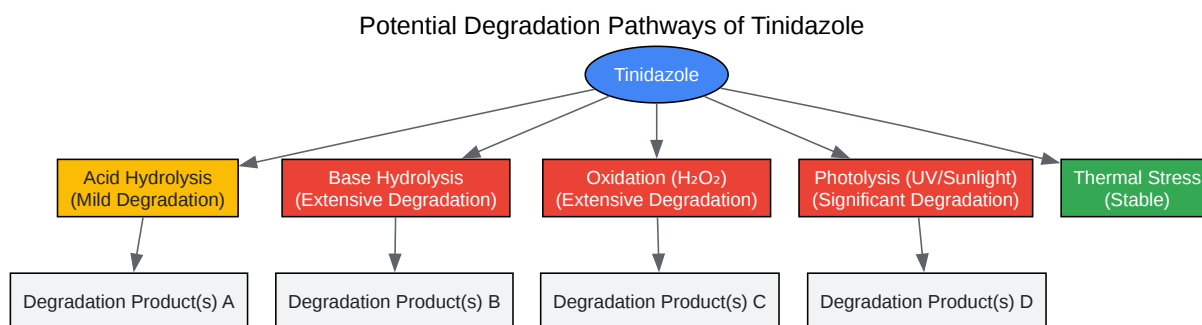 Potential Degradation Pathways of Tinidazole
Tinidazole
Acid Hydrolysis
(Mild Degradation)
Base Hydrolysis
(Extensive Degradation)
Oxidation (H₂O₂)
(Extensive Degradation)
Photolysis (UV/Sunlight)
(Significant Degradation)
Thermal Stress
(Stable)
Degradation Product(s) A
Degradation Product(s) B
Degradation Product(s) C
Degradation Product(s) D